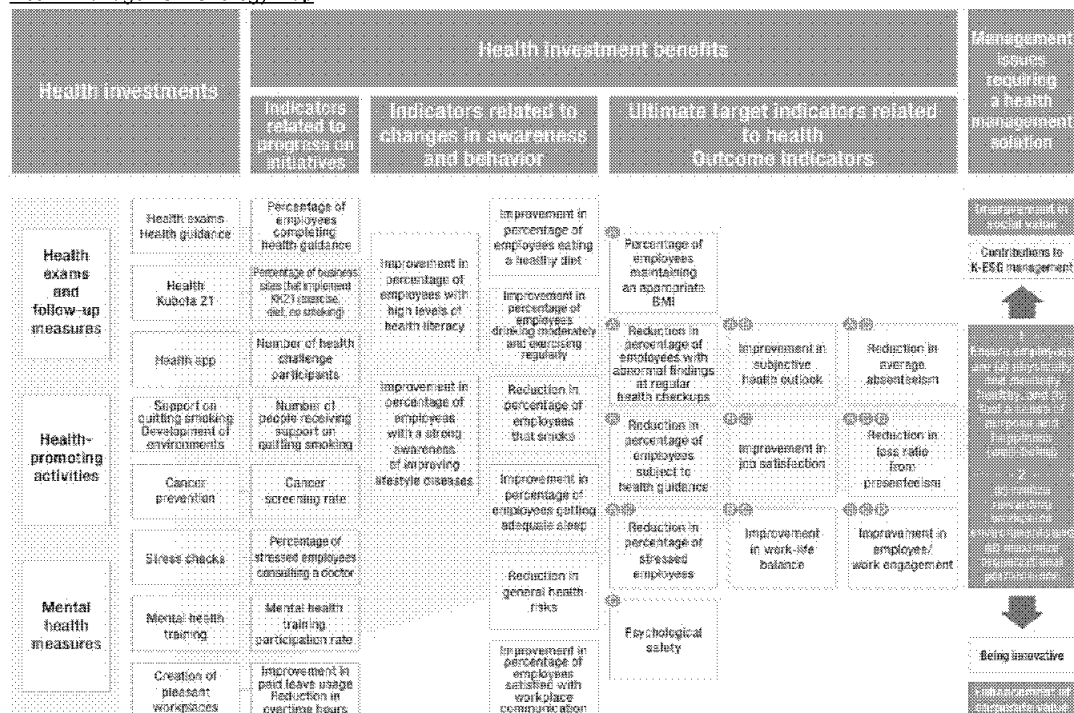 Health investments
Health investment benefits
Management
issues
requiring
a health
management
solution
Indicators
related to
progress on
initiatives
Indicators related to
changes in awareness
and behavior
Ultimate target indicators related
to health
Outcome indicators
Health
exams
and
follow-up
measures
Health-
promoting
activities
Mental
health
measures
Health exams
Health guidance
Health
Kubota 21
Health app
Support on
quitting smoking
Development of
environments
Cancer
prevention
Stress checks
Mental health
training
Creation of
pleasant
workplaces
Percentage of
employees
completing
health guidance
Percentage of business
sites that implement
KK21 (exercise,
diet, no smoking)
Number of health
challenge
participants
Number of
people receiving
support on
quitting smoking
Cancer
screening rate
Percentage of
stressed employees
consulting a doctor
Mental health
training
participation rate
Improvement in
paid leave usage
Reduction in
overtime hours
Improvement in
percentage of
employees with
high levels of
health literacy
Improvement in
percentage of
employees
with a strong
awareness
of improving
lifestyle diseases
Improvement in
percentage of
employees eating
a healthy diet
Improvement in
percentage of
employees
drinking moderately
and exercising
regularly
Reduction in
percentage of
employees
that smoke
Improvement in
percentage of
employees getting
adequate sleep
Reduction in
general health
risks
Improvement in
percentage of
employees
satisfied with
workplace
communication
Percentage of
employees
maintaining
an appropriate
BMI
Reduction in
percentage of
employees with
abnormal findings
at regular
health checkups
Reduction in
percentage of
employees
subject to
health guidance
Reduction in
percentage of
stressed
employees
Psychological
safety
Improvement in
subjective
health outlook
Improvement in
job satisfaction
Improvement
in work-life
balance
Reduction in
average
absenteeism
Reduction in
loss ratio
from
presenteeism
Improvement in
employee/
work engagement
Contributions to
K-ESG management
Being innovative